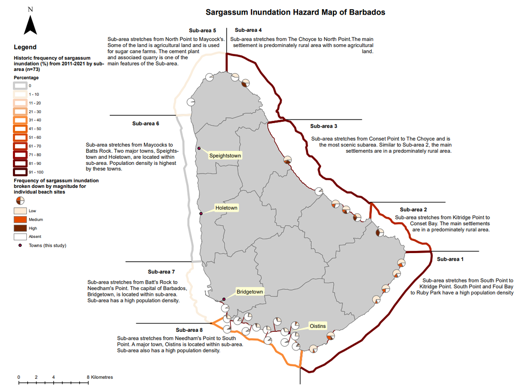 Sargassum Inundation Hazard Map of Barbados
N
Legend
Historic frequency of sargassum
inundation (%) from 2011-2021 by sub-
area (n=73)
Percentage
0
1 - 10
11 - 20
21 - 30
31 - 40
41 - 50
51 - 60
61 - 70
71 - 80
81 - 90
91 - 100
Frequency of sargassum inundation
broken down by magnitude for
individual beach sites
Low
Medium
High
Absent
Towns (this study)
Sub-area 5
Sub-area stretches from North Point to Maycock's.
Some of the land is agricultural land and is used
for sugar cane farms. The cement plant
and associaed quarry is one of the
main features of the Sub-area.
Sub-area 4
Sub-area stretches from The Choyce to North Point.The main
settlement is predominately rural area with some agricultural
land.
Sub-area 3
Sub-area stretches from Conset Point to The Choyce and is
the most scenic subarea. Similar to Sub-area 2, the main
settlements are in a predominately rural area.
Sub-area 6
Sub-area stretches from Maycocks to
Batts Rock. Two major towns, Speights-
town and Holetown, are located within
sub-area. Population density is highest
by these towns.
Speightstown
Holetown
Sub-area 2
Sub-area stretches from Kitridge Point to
Conset Bay. The main settlements
are in a predominately rural area.
Sub-area 1
Sub-area stretches from South Point to
Kitridge Point. South Point and Foul Bay
to Ruby Park have a high population density
Sub-area 7
Sub-area stretches from Batt's Rock to
Needham's Point. The capital of Barbados,
Bridgetown, is located within sub-area.
Sub-area has a high population density.
Bridgetown
Oistins
Sub-area 8
Sub-area stretches from Needham's Point to South
Point. A major town, Oistins is located within sub-area.
Sub-area also has a high population density.
0 2 4 8 Kilometres